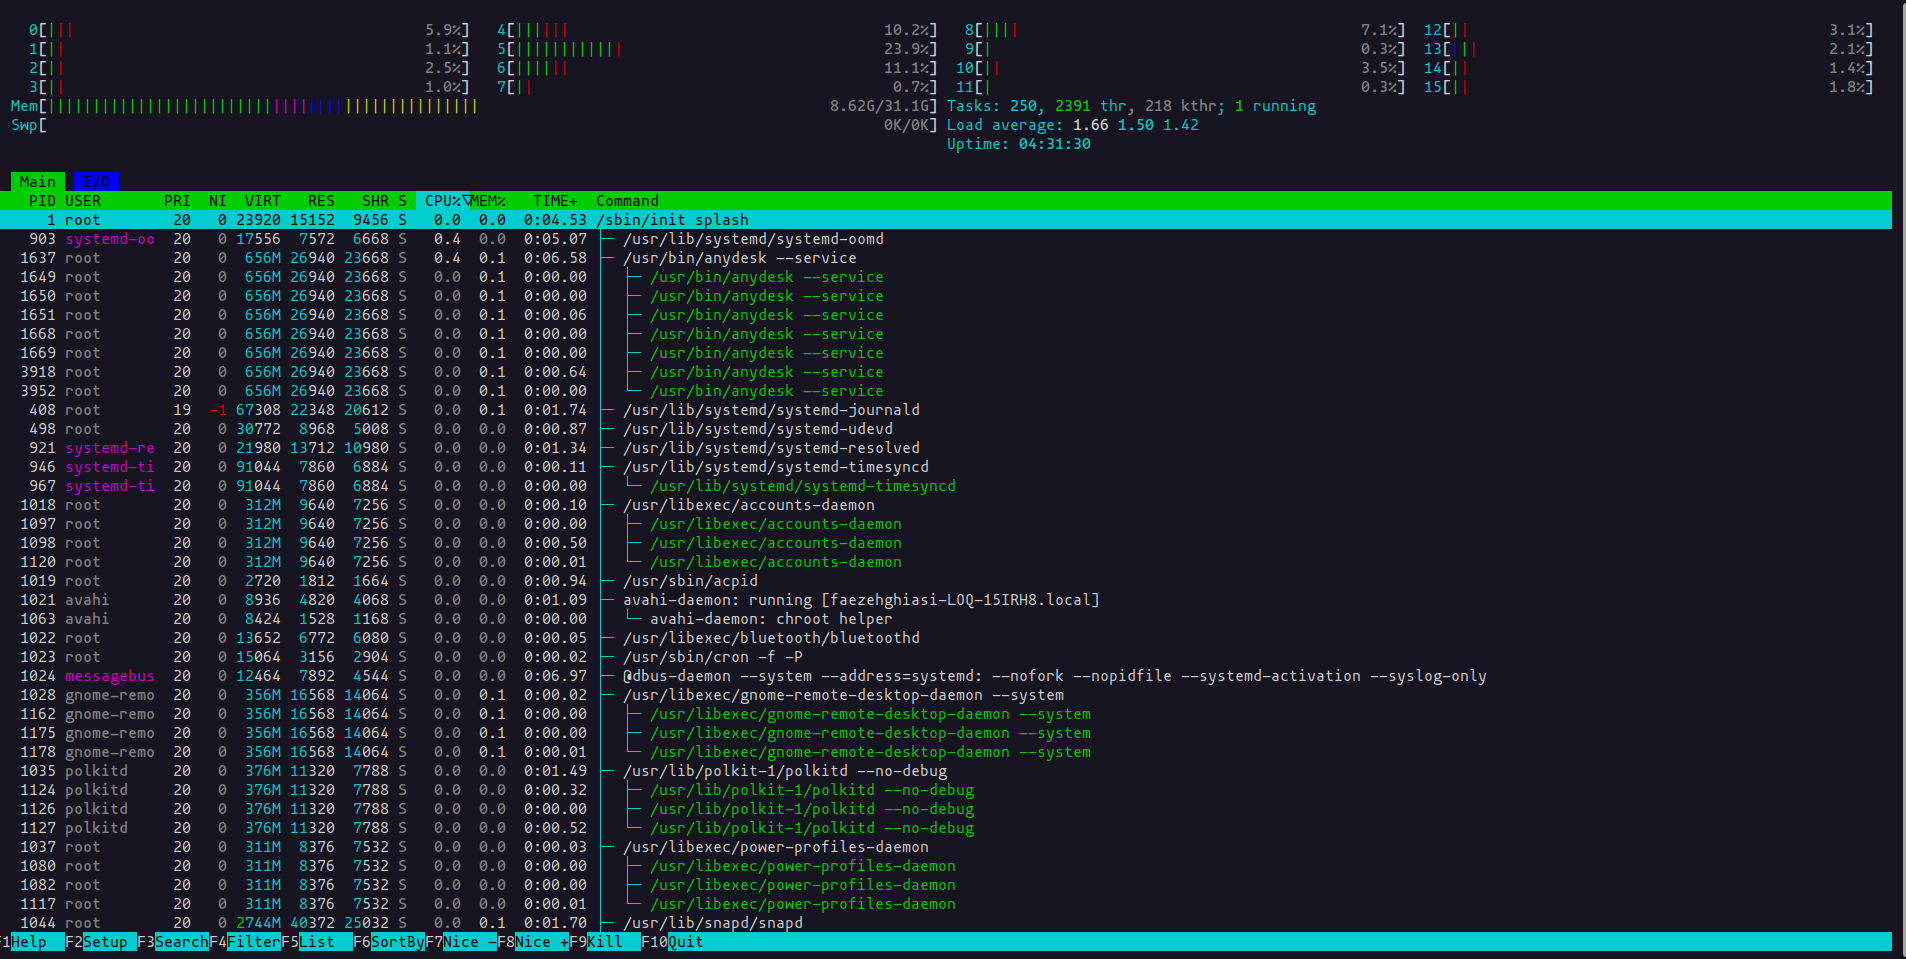 0[||| 5.9%] 4[|||||| 10.2%] 8[|||| 7.1%] 12[|| 3.1%]
1[|| 1.1%] 5[|||||||||||| 23.9%] 9[| 0.3%] 13[||| 2.1%]
2[|| 2.5%] 6[|||||| 11.1%] 10[|| 3.5%] 14[|| 1.4%]
3[|| 1.0%] 7[|| 0.7%] 11[| 0.3%] 15[|| 1.8%]
Mem[|||||||||||||||||||||||||||||||||||||||||||||||| 8.62G/31.1G] Tasks: 250, 2391 thr, 218 kthr; 1 running
Swp[ 0K/0K] Load average: 1.66 1.50 1.42
Uptime: 04:31:30
Main I/O
PID USER PRI NI VIRT RES SHR S CPU%▽MEM% TIME+ Command
1 root 20 0 23920 15152 9456 S 0.0 0.0 0:04.53 /sbin/init splash
903 systemd-oo 20 0 17556 7572 6668 S 0.4 0.0 0:05.07 ├─ /usr/lib/systemd/systemd-oomd
1637 root 20 0 656M 26940 23668 S 0.4 0.1 0:06.58 ├─ /usr/bin/anydesk --service
1649 root 20 0 656M 26940 23668 S 0.0 0.1 0:00.00 │ ├─ /usr/bin/anydesk --service
1650 root 20 0 656M 26940 23668 S 0.0 0.1 0:00.00 │ ├─ /usr/bin/anydesk --service
1651 root 20 0 656M 26940 23668 S 0.0 0.1 0:00.06 │ ├─ /usr/bin/anydesk --service
1668 root 20 0 656M 26940 23668 S 0.0 0.1 0:00.00 │ ├─ /usr/bin/anydesk --service
1669 root 20 0 656M 26940 23668 S 0.0 0.1 0:00.00 │ ├─ /usr/bin/anydesk --service
3918 root 20 0 656M 26940 23668 S 0.0 0.1 0:00.64 │ ├─ /usr/bin/anydesk --service
3952 root 20 0 656M 26940 23668 S 0.0 0.1 0:00.00 │ └─ /usr/bin/anydesk --service
408 root 19 -1 67308 22348 20612 S 0.0 0.1 0:01.74 ├─ /usr/lib/systemd/systemd-journald
498 root 20 0 30772 8968 5008 S 0.0 0.0 0:00.87 ├─ /usr/lib/systemd/systemd-udevd
921 systemd-re 20 0 21980 13712 10980 S 0.0 0.0 0:01.34 ├─ /usr/lib/systemd/systemd-resolved
946 systemd-ti 20 0 91044 7860 6884 S 0.0 0.0 0:00.11 ├─ /usr/lib/systemd/systemd-timesyncd
967 systemd-ti 20 0 91044 7860 6884 S 0.0 0.0 0:00.00 │ └─ /usr/lib/systemd/systemd-timesyncd
1018 root 20 0 312M 9640 7256 S 0.0 0.0 0:00.10 ├─ /usr/libexec/accounts-daemon
1097 root 20 0 312M 9640 7256 S 0.0 0.0 0:00.00 │ ├─ /usr/libexec/accounts-daemon
1098 root 20 0 312M 9640 7256 S 0.0 0.0 0:00.50 │ ├─ /usr/libexec/accounts-daemon
1120 root 20 0 312M 9640 7256 S 0.0 0.0 0:00.01 │ └─ /usr/libexec/accounts-daemon
1019 root 20 0 2720 1812 1664 S 0.0 0.0 0:00.94 ├─ /usr/sbin/acpid
1021 avahi 20 0 8936 4820 4068 S 0.0 0.0 0:01.09 ├─ avahi-daemon: running [faezehghiasi-LOQ-15IRH8.local]
1063 avahi 20 0 8424 1528 1168 S 0.0 0.0 0:00.00 │ └─ avahi-daemon: chroot helper
1022 root 20 0 13652 6772 6080 S 0.0 0.0 0:00.05 ├─ /usr/libexec/bluetooth/bluetoothd
1023 root 20 0 15064 3156 2904 S 0.0 0.0 0:00.02 ├─ /usr/sbin/cron -f -P
1024 messagebus 20 0 12464 7892 4544 S 0.0 0.0 0:06.97 ├─ @dbus-daemon --system --address=systemd: --nofork --nopidfile --systemd-activation --syslog-only
1028 gnome-remo 20 0 356M 16568 14064 S 0.0 0.1 0:00.02 ├─ /usr/libexec/gnome-remote-desktop-daemon --system
1162 gnome-remo 20 0 356M 16568 14064 S 0.0 0.1 0:00.00 │ ├─ /usr/libexec/gnome-remote-desktop-daemon --system
1175 gnome-remo 20 0 356M 16568 14064 S 0.0 0.1 0:00.00 │ ├─ /usr/libexec/gnome-remote-desktop-daemon --system
1178 gnome-remo 20 0 356M 16568 14064 S 0.0 0.1 0:00.01 │ └─ /usr/libexec/gnome-remote-desktop-daemon --system
1035 polkitd 20 0 376M 11320 7788 S 0.0 0.0 0:01.49 ├─ /usr/lib/polkit-1/polkitd --no-debug
1124 polkitd 20 0 376M 11320 7788 S 0.0 0.0 0:00.32 │ ├─ /usr/lib/polkit-1/polkitd --no-debug
1126 polkitd 20 0 376M 11320 7788 S 0.0 0.0 0:00.00 │ ├─ /usr/lib/polkit-1/polkitd --no-debug
1127 polkitd 20 0 376M 11320 7788 S 0.0 0.0 0:00.52 │ └─ /usr/lib/polkit-1/polkitd --no-debug
1037 root 20 0 311M 8376 7532 S 0.0 0.0 0:00.03 ├─ /usr/libexec/power-profiles-daemon
1080 root 20 0 311M 8376 7532 S 0.0 0.0 0:00.00 │ ├─ /usr/libexec/power-profiles-daemon
1082 root 20 0 311M 8376 7532 S 0.0 0.0 0:00.00 │ ├─ /usr/libexec/power-profiles-daemon
1117 root 20 0 311M 8376 7532 S 0.0 0.0 0:00.01 │ └─ /usr/libexec/power-profiles-daemon
1044 root 20 0 2744M 40372 25032 S 0.0 0.1 0:01.70 ├─ /usr/lib/snapd/snapd
F1Help F2Setup F3SearchF4FilterF5List F6SortByF7Nice -F8Nice +F9Kill F10Quit